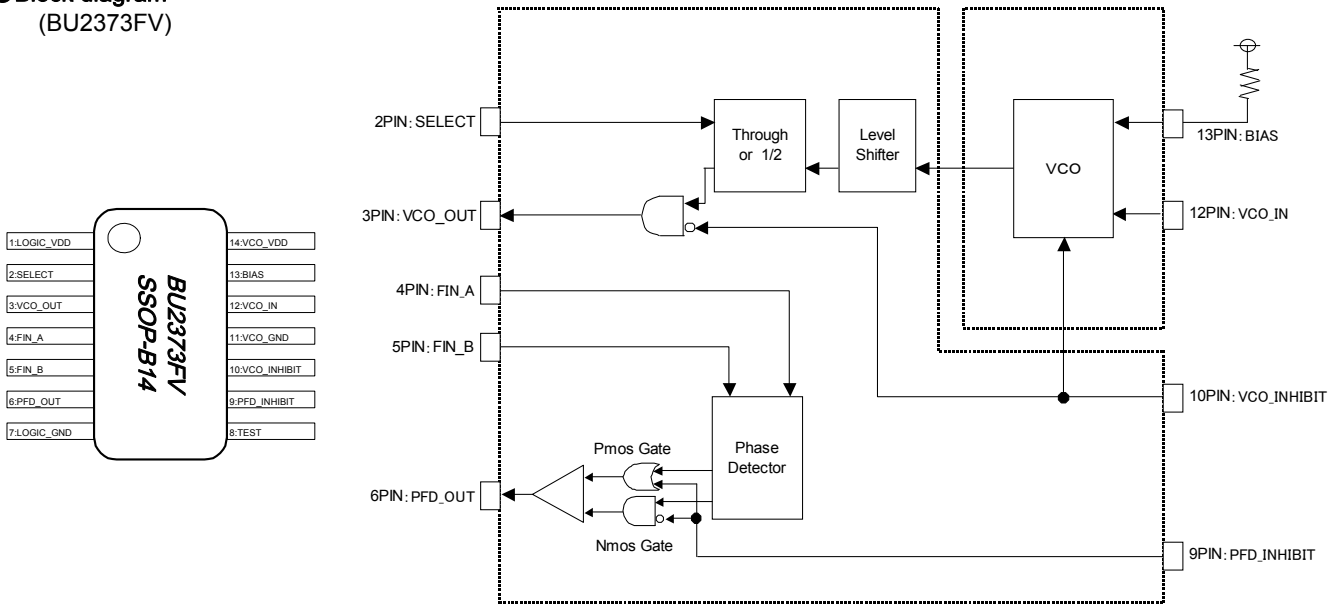 Block diagram
(BU2373FV)
1:LOGIC_VDD
2:SELECT
3:VCO_OUT
4:FIN_A
5:FIN_B
6:PFD_OUT
7:LOGIC_GND
BU2373FV
SSOP-B14
14:VCO_VDD
13:BIAS
12:VCO_IN
11:VCO_GND
10:VCO_INHIBIT
9:PFD_INHIBIT
8:TEST
2PIN: SELECT
3PIN: VCO_OUT
4PIN: FIN_A
5PIN: FIN_B
6PIN: PFD_OUT
Through
or 1/2
Level
Shifter
VCO
Phase
Detector
Pmos Gate
Nmos Gate
13PIN: BIAS
12PIN: VCO_IN
10PIN: VCO_INHIBIT
9PIN: PFD_INHIBIT